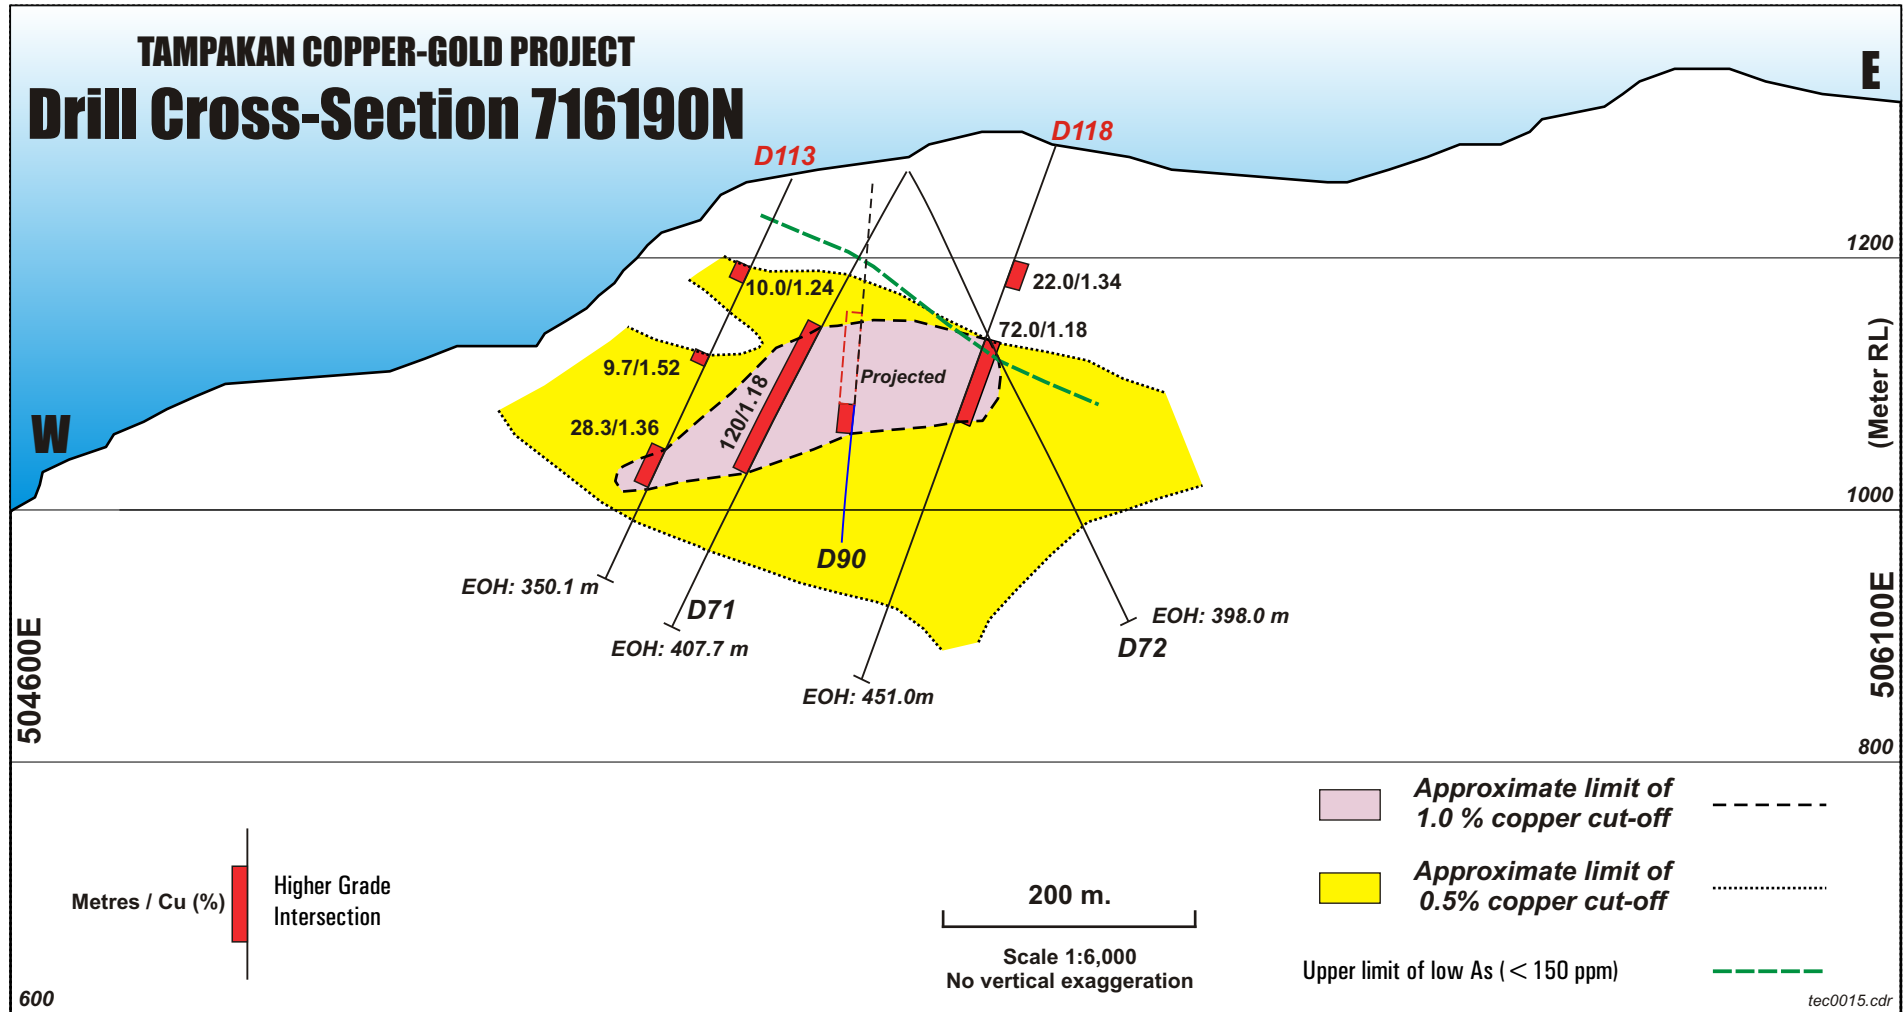 TAMPAKAN COPPER-GOLD PROJECT
Drill Cross-Section 716190N
E
D113
D118
1200
10.0/1.24
22.0/1.34
72.0/1.18
9.7/1.52
Projected
120/1.18
28.3/1.36
(Meter RL)
W
1000
D90
EOH: 350.1 m
D71
EOH: 407.7 m
EOH: 398.0 m
D72
EOH: 451.0m
504600E
506100E
800
Approximate limit of
1.0 % copper cut-off
Approximate limit of
0.5% copper cut-off
Metres / Cu (%)
Higher Grade
Intersection
200 m.
Scale 1:6,000
No vertical exaggeration
Upper limit of low As ( < 150 ppm)
600
tec0015.cdr